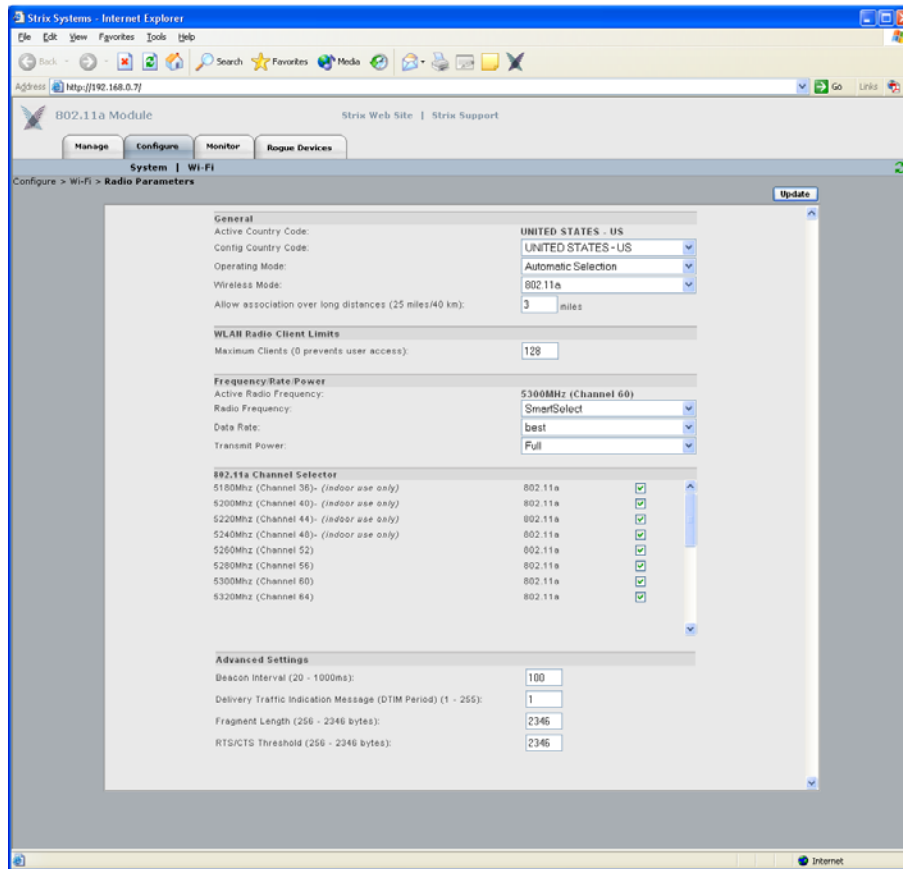 Strix Systems - Internet Explorer
File Edit View Favorites Tools Help
Back Search Favorites Media
Address http://192.168.0.7/ Go Links
802.11a Module Strix Web Site | Strix Support
Manage Configure Monitor Rogue Devices
System | Wi-Fi
Configure > Wi-Fi > Radio Parameters
Update
General
Active Country Code: UNITED STATES - US
Config Country Code: UNITED STATES - US
Operating Mode: Automatic Selection
Wireless Mode: 802.11a
Allow association over long distances (25 miles/40 km): 3 miles
WLAN Radio Client Limits
Maximum Clients (0 prevents user access): 128
Frequency/Rate/Power
Active Radio Frequency: 5300MHz (Channel 60)
Radio Frequency: SmartSelect
Data Rate: best
Transmit Power: Full
802.11a Channel Selector
5180Mhz (Channel 36)- (indoor use only) 802.11a
5200Mhz (Channel 40)- (indoor use only) 802.11a
5220Mhz (Channel 44)- (indoor use only) 802.11a
5240Mhz (Channel 48)- (indoor use only) 802.11a
5260Mhz (Channel 52) 802.11a
5280Mhz (Channel 56) 802.11a
5300Mhz (Channel 60) 802.11a
5320Mhz (Channel 64) 802.11a
Advanced Settings
Beacon Interval (20 - 1000ms): 100
Delivery Traffic Indication Message (DTIM Period) (1 - 255): 1
Fragment Length (256 - 2346 bytes): 2346
RTS/CTS Threshold (256 - 2346 bytes): 2346
Internet